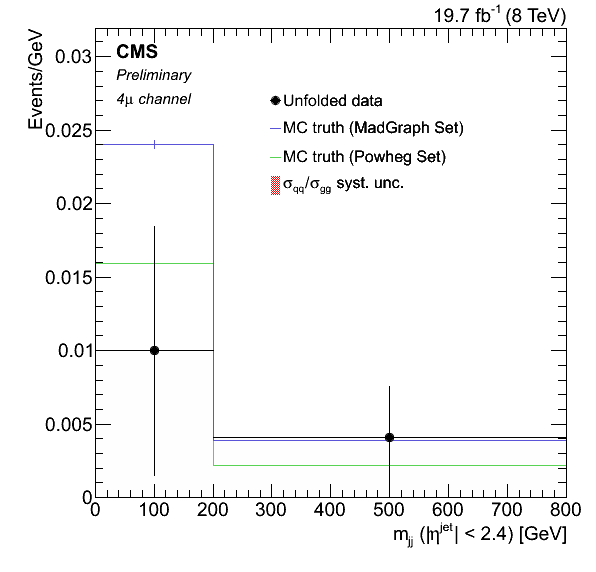 19.7 fb⁻¹ (8 TeV)
Events/GeV
CMS
Preliminary
4μ channel
Unfolded data
MC truth (MadGraph Set)
MC truth (Powheg Set)
σqq/σgg syst. unc.
0.03
0.025
0.02
0.015
0.01
0.005
0
0 100 200 300 400 500 600 700 800
mjj (|ηjet| < 2.4) [GeV]